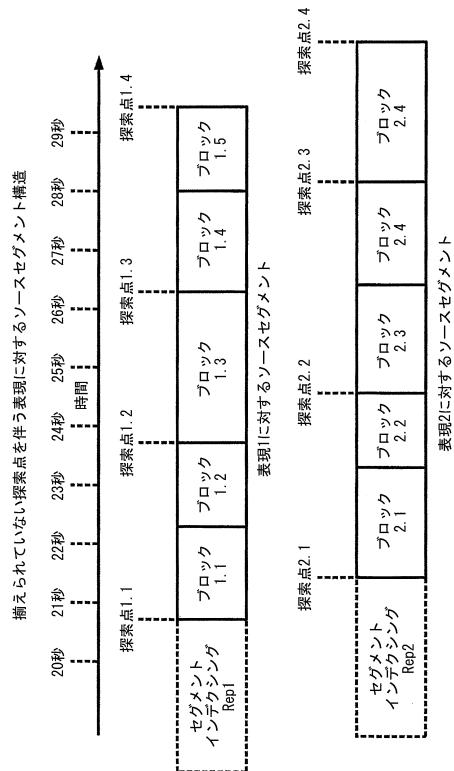 揃えられていない探索点を伴う表現に対するソースセグメント構造
20秒 21秒 22秒 23秒 24秒 25秒 26秒 27秒 28秒 29秒
時間
探索点1.1 探索点1.2 探索点1.3 探索点1.4
セグメント
インデクシング
Rep1
ブロック
1.1
ブロック
1.2
ブロック
1.3
ブロック
1.4
ブロック
1.5
表現1に対するソースセグメント
探索点2.1 探索点2.2 探索点2.3 探索点2.4
セグメント
インデクシング
Rep2
ブロック
2.1
ブロック
2.2
ブロック
2.3
ブロック
2.4
ブロック
2.4
表現2に対するソースセグメント